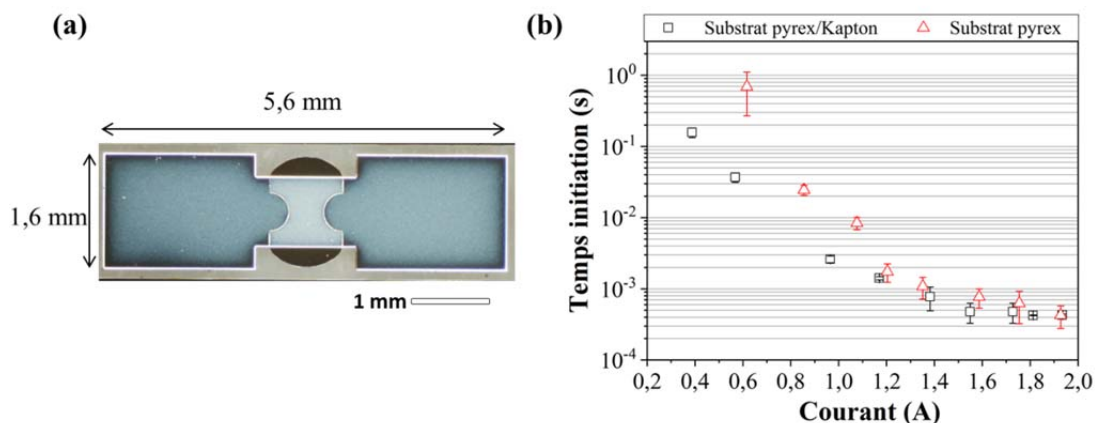 (a)
5,6 mm
1,6 mm
1 mm
(b)
Substrat pyrex/Kapton
Substrat pyrex
Temps initiation (s)
10⁰
10⁻¹
10⁻²
10⁻³
10⁻⁴
0,2 0,4 0,6 0,8 1,0 1,2 1,4 1,6 1,8 2,0
Courant (A)